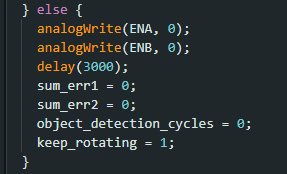 } else {
analogWrite(ENA, 0);
analogWrite(ENB, 0);
delay(3000);
sum_err1 = 0;
sum_err2 = 0;
object_detection_cycles = 0;
keep_rotating = 1;
}